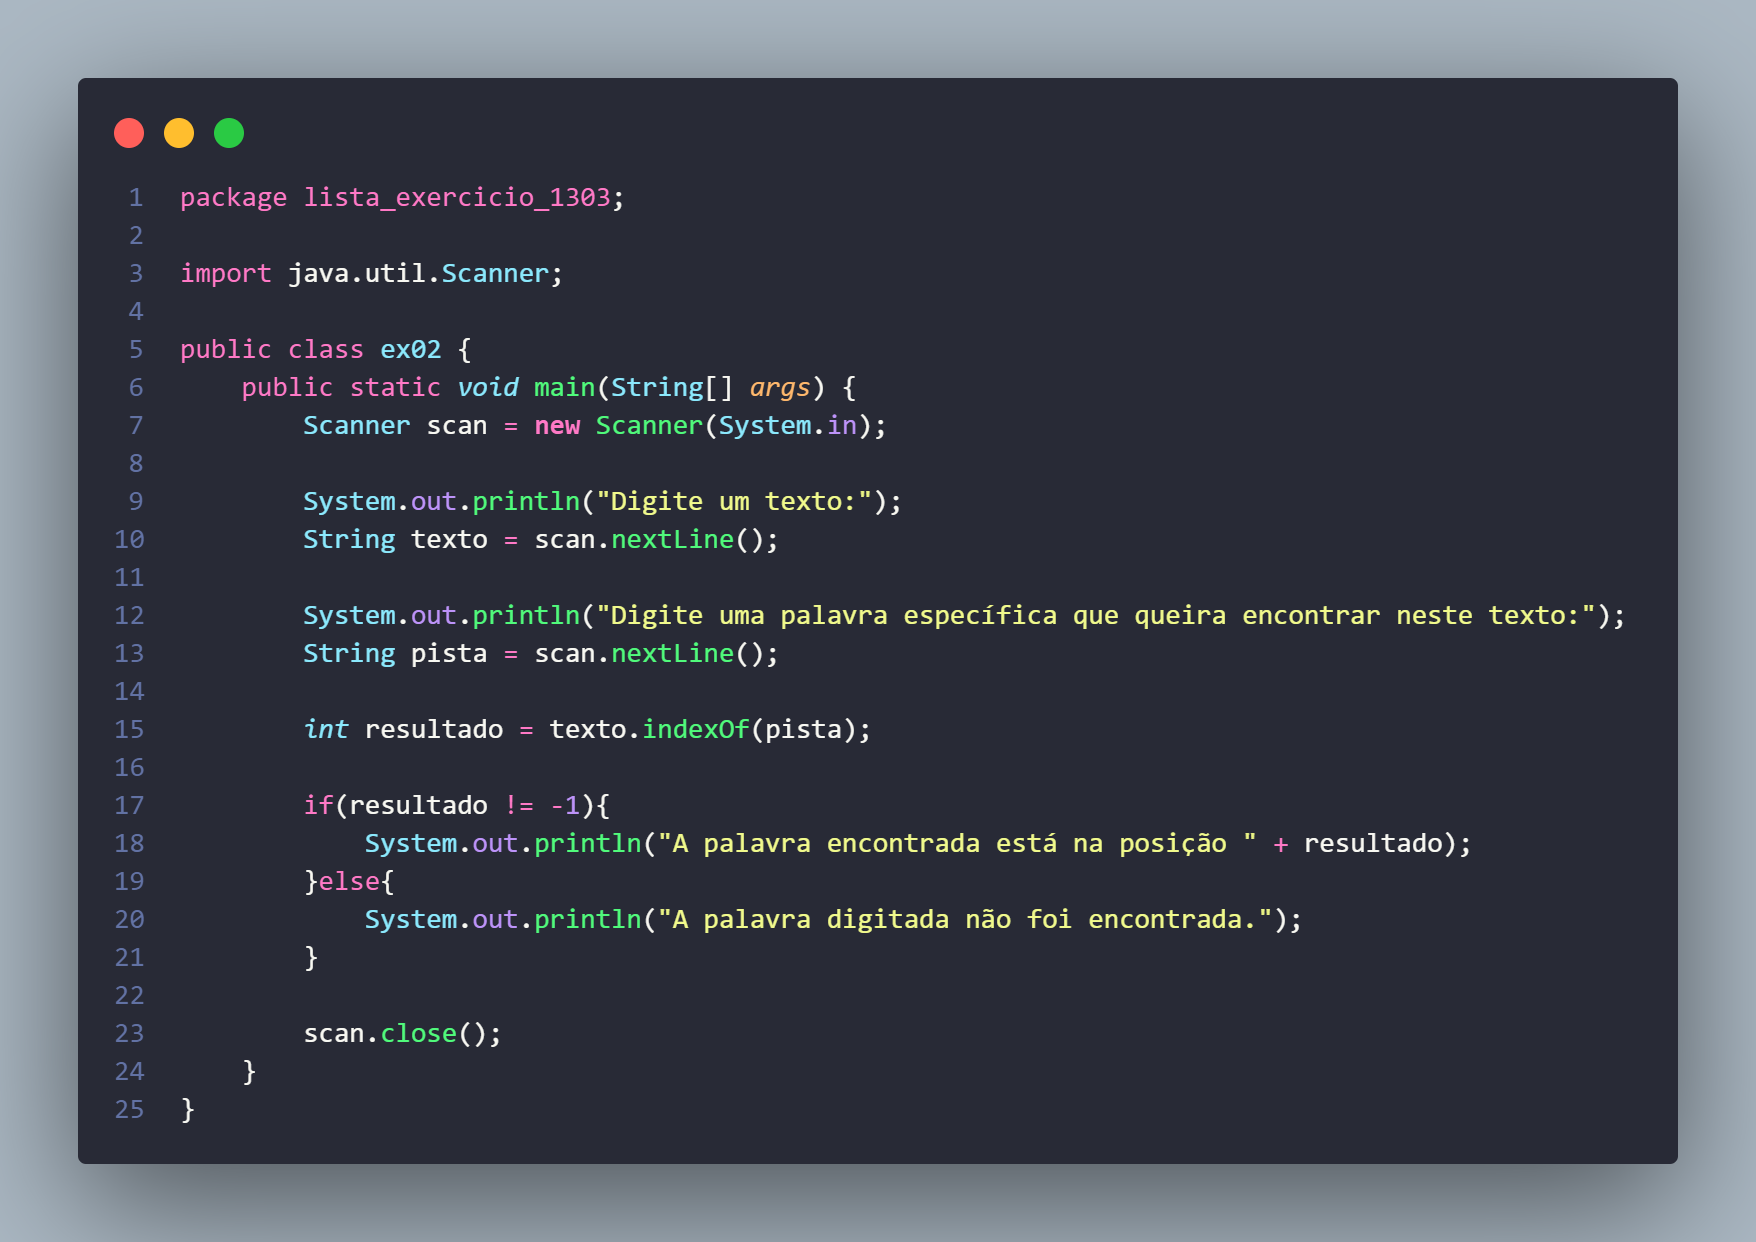 1 package lista_exercicio_1303;
2
3 import java.util.Scanner;
4
5 public class ex02 {
6     public static void main(String[] args) {
7         Scanner scan = new Scanner(System.in);
8
9         System.out.println("Digite um texto:");
10         String texto = scan.nextLine();
11
12         System.out.println("Digite uma palavra específica que queira encontrar neste texto:");
13         String pista = scan.nextLine();
14
15         int resultado = texto.indexOf(pista);
16
17         if(resultado != -1){
18             System.out.println("A palavra encontrada está na posição " + resultado);
19         }else{
20             System.out.println("A palavra digitada não foi encontrada.");
21         }
22
23         scan.close();
24     }
25 }